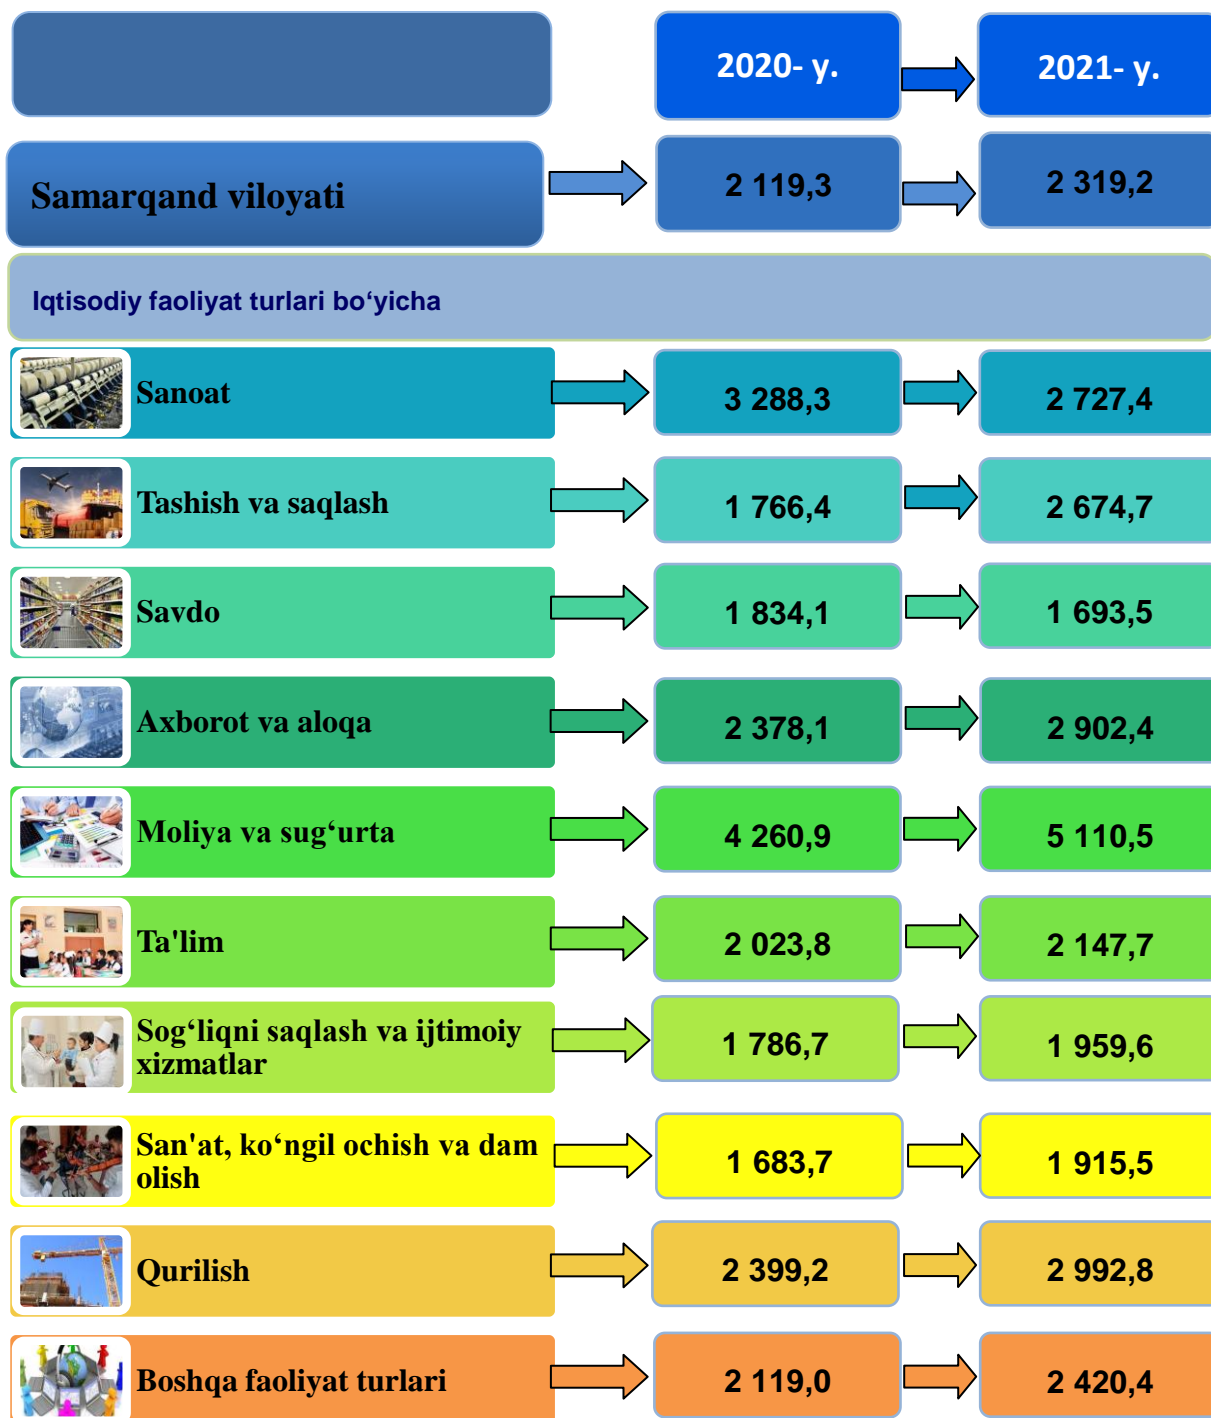 2020- y.
2021- y.
Samarqand viloyati
2 119,3
2 319,2
Iqtisodiy faoliyat turlari bo‘yicha
Sanoat
3 288,3
2 727,4
Tashish va saqlash
1 766,4
2 674,7
Savdo
1 834,1
1 693,5
Axborot va aloqa
2 378,1
2 902,4
Moliya va sug‘urta
4 260,9
5 110,5
Ta'lim
2 023,8
2 147,7
Sog‘liqni saqlash va ijtimoiy
xizmatlar
1 786,7
1 959,6
San'at, ko‘ngil ochish va dam
olish
1 683,7
1 915,5
Qurilish
2 399,2
2 992,8
Boshqa faoliyat turlari
2 119,0
2 420,4